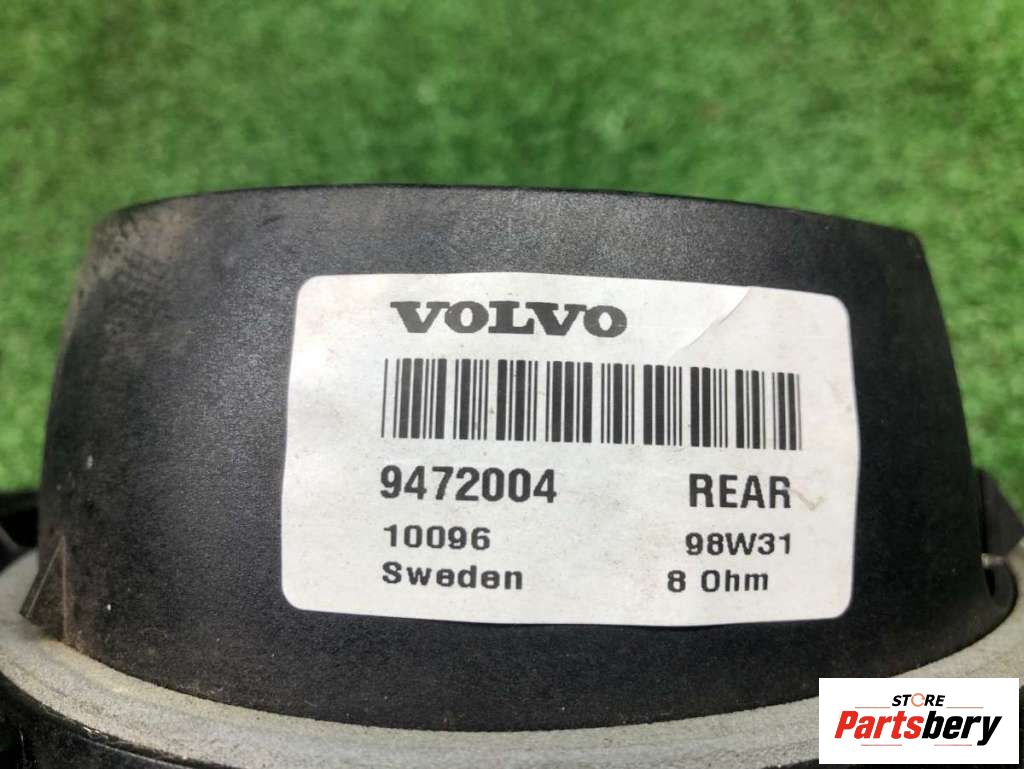 VOLVO
9472004 REAR
10096 98W31
Sweden 8 Ohm
STORE
Partsbery